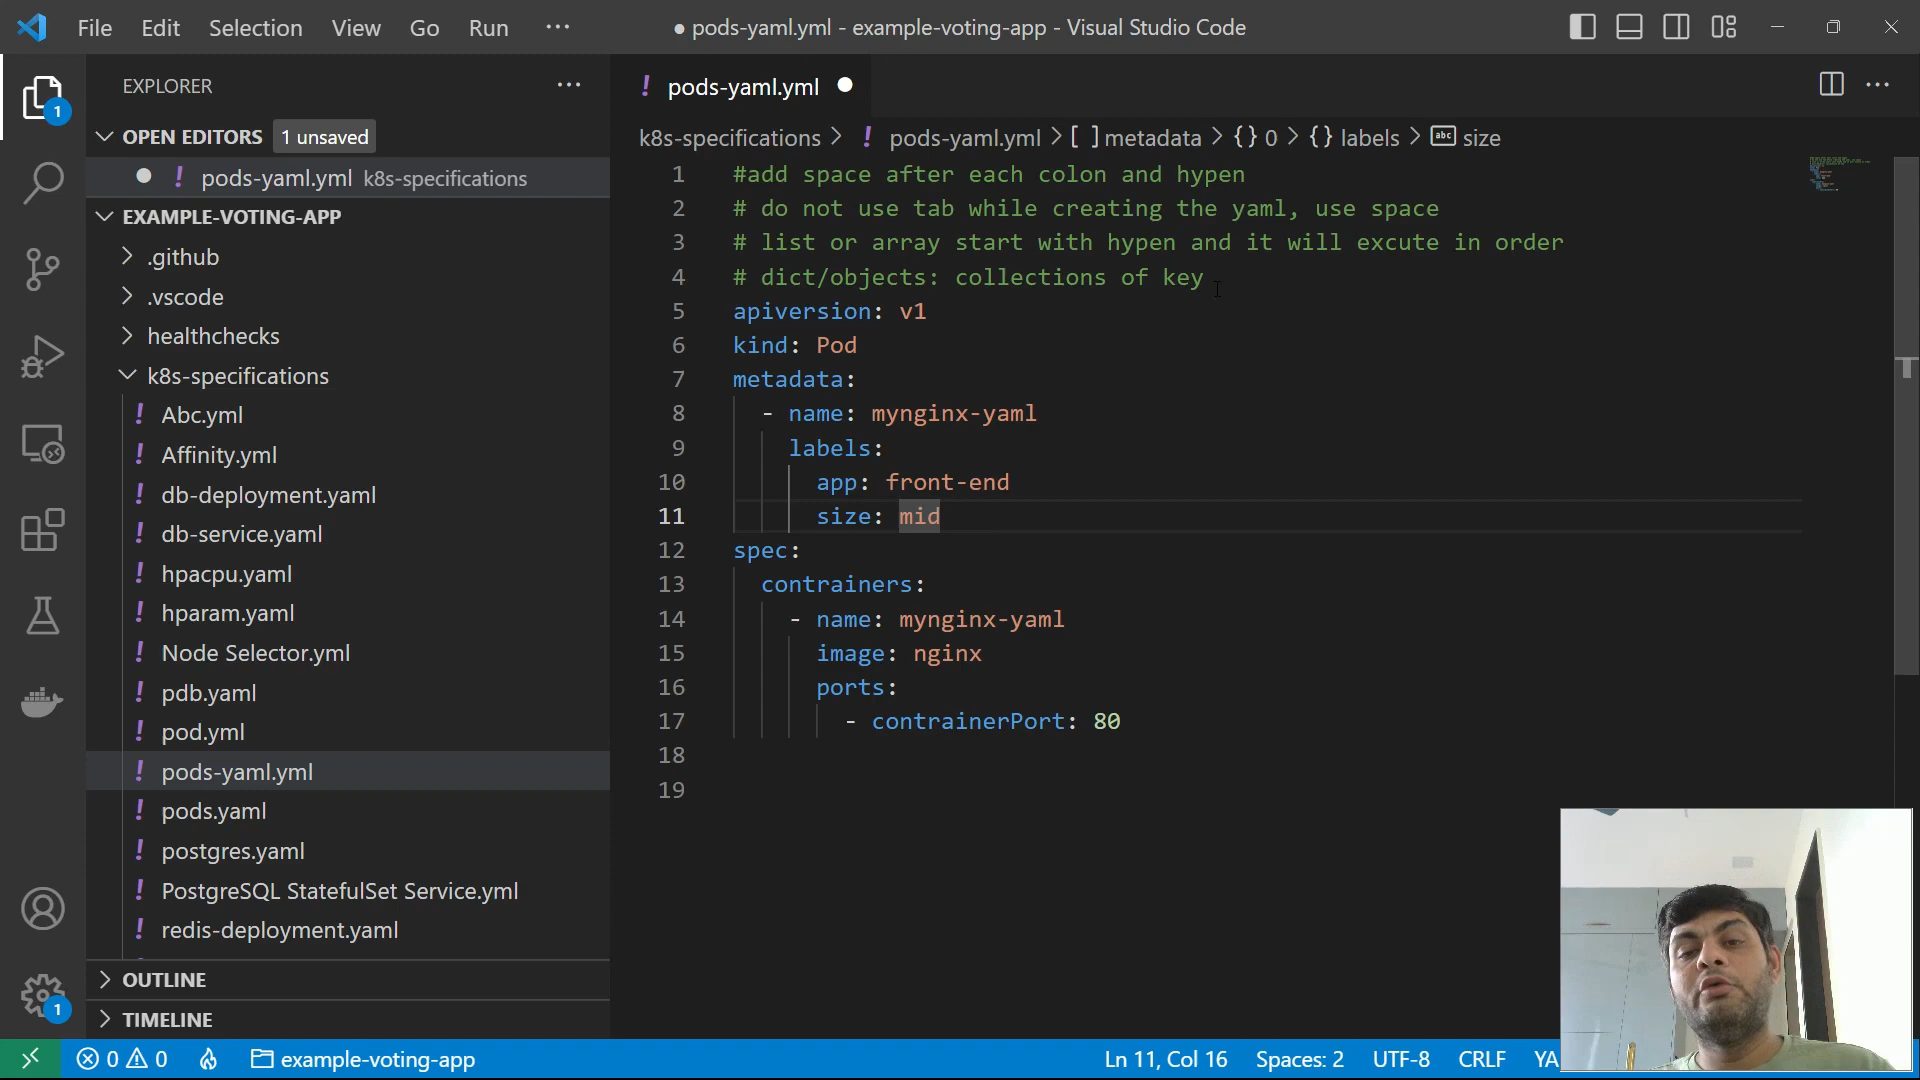 File Edit Selection View Go Run ···
● pods-yaml.yml - example-voting-app - Visual Studio Code
EXPLORER ···
OPEN EDITORS 1 unsaved
! pods-yaml.yml k8s-specifications
EXAMPLE-VOTING-APP
.github
.vscode
healthchecks
k8s-specifications
! Abc.yml
! Affinity.yml
! db-deployment.yaml
! db-service.yaml
! hpacpu.yaml
! hparam.yaml
! Node Selector.yml
! pdb.yaml
! pod.yml
! pods-yaml.yml
! pods.yaml
! postgres.yaml
! PostgreSQL StatefulSet Service.yml
! redis-deployment.yaml
OUTLINE
TIMELINE
1
1
! pods-yaml.yml ●
k8s-specifications > ! pods-yaml.yml > [ ] metadata > {} 0 > {} labels > abc size
1 #add space after each colon and hypen
2 # do not use tab while creating the yaml, use space
3 # list or array start with hypen and it will excute in order
4 # dict/objects: collections of key
5 apiversion: v1
6 kind: Pod
7 metadata:
8 - name: mynginx-yaml
9 labels:
10 app: front-end
11 size: mid
12 spec:
13 contrainers:
14 - name: mynginx-yaml
15 image: nginx
16 ports:
17 - contrainerPort: 80
18
19
0 0 example-voting-app Ln 11, Col 16 Spaces: 2 UTF-8 CRLF YA